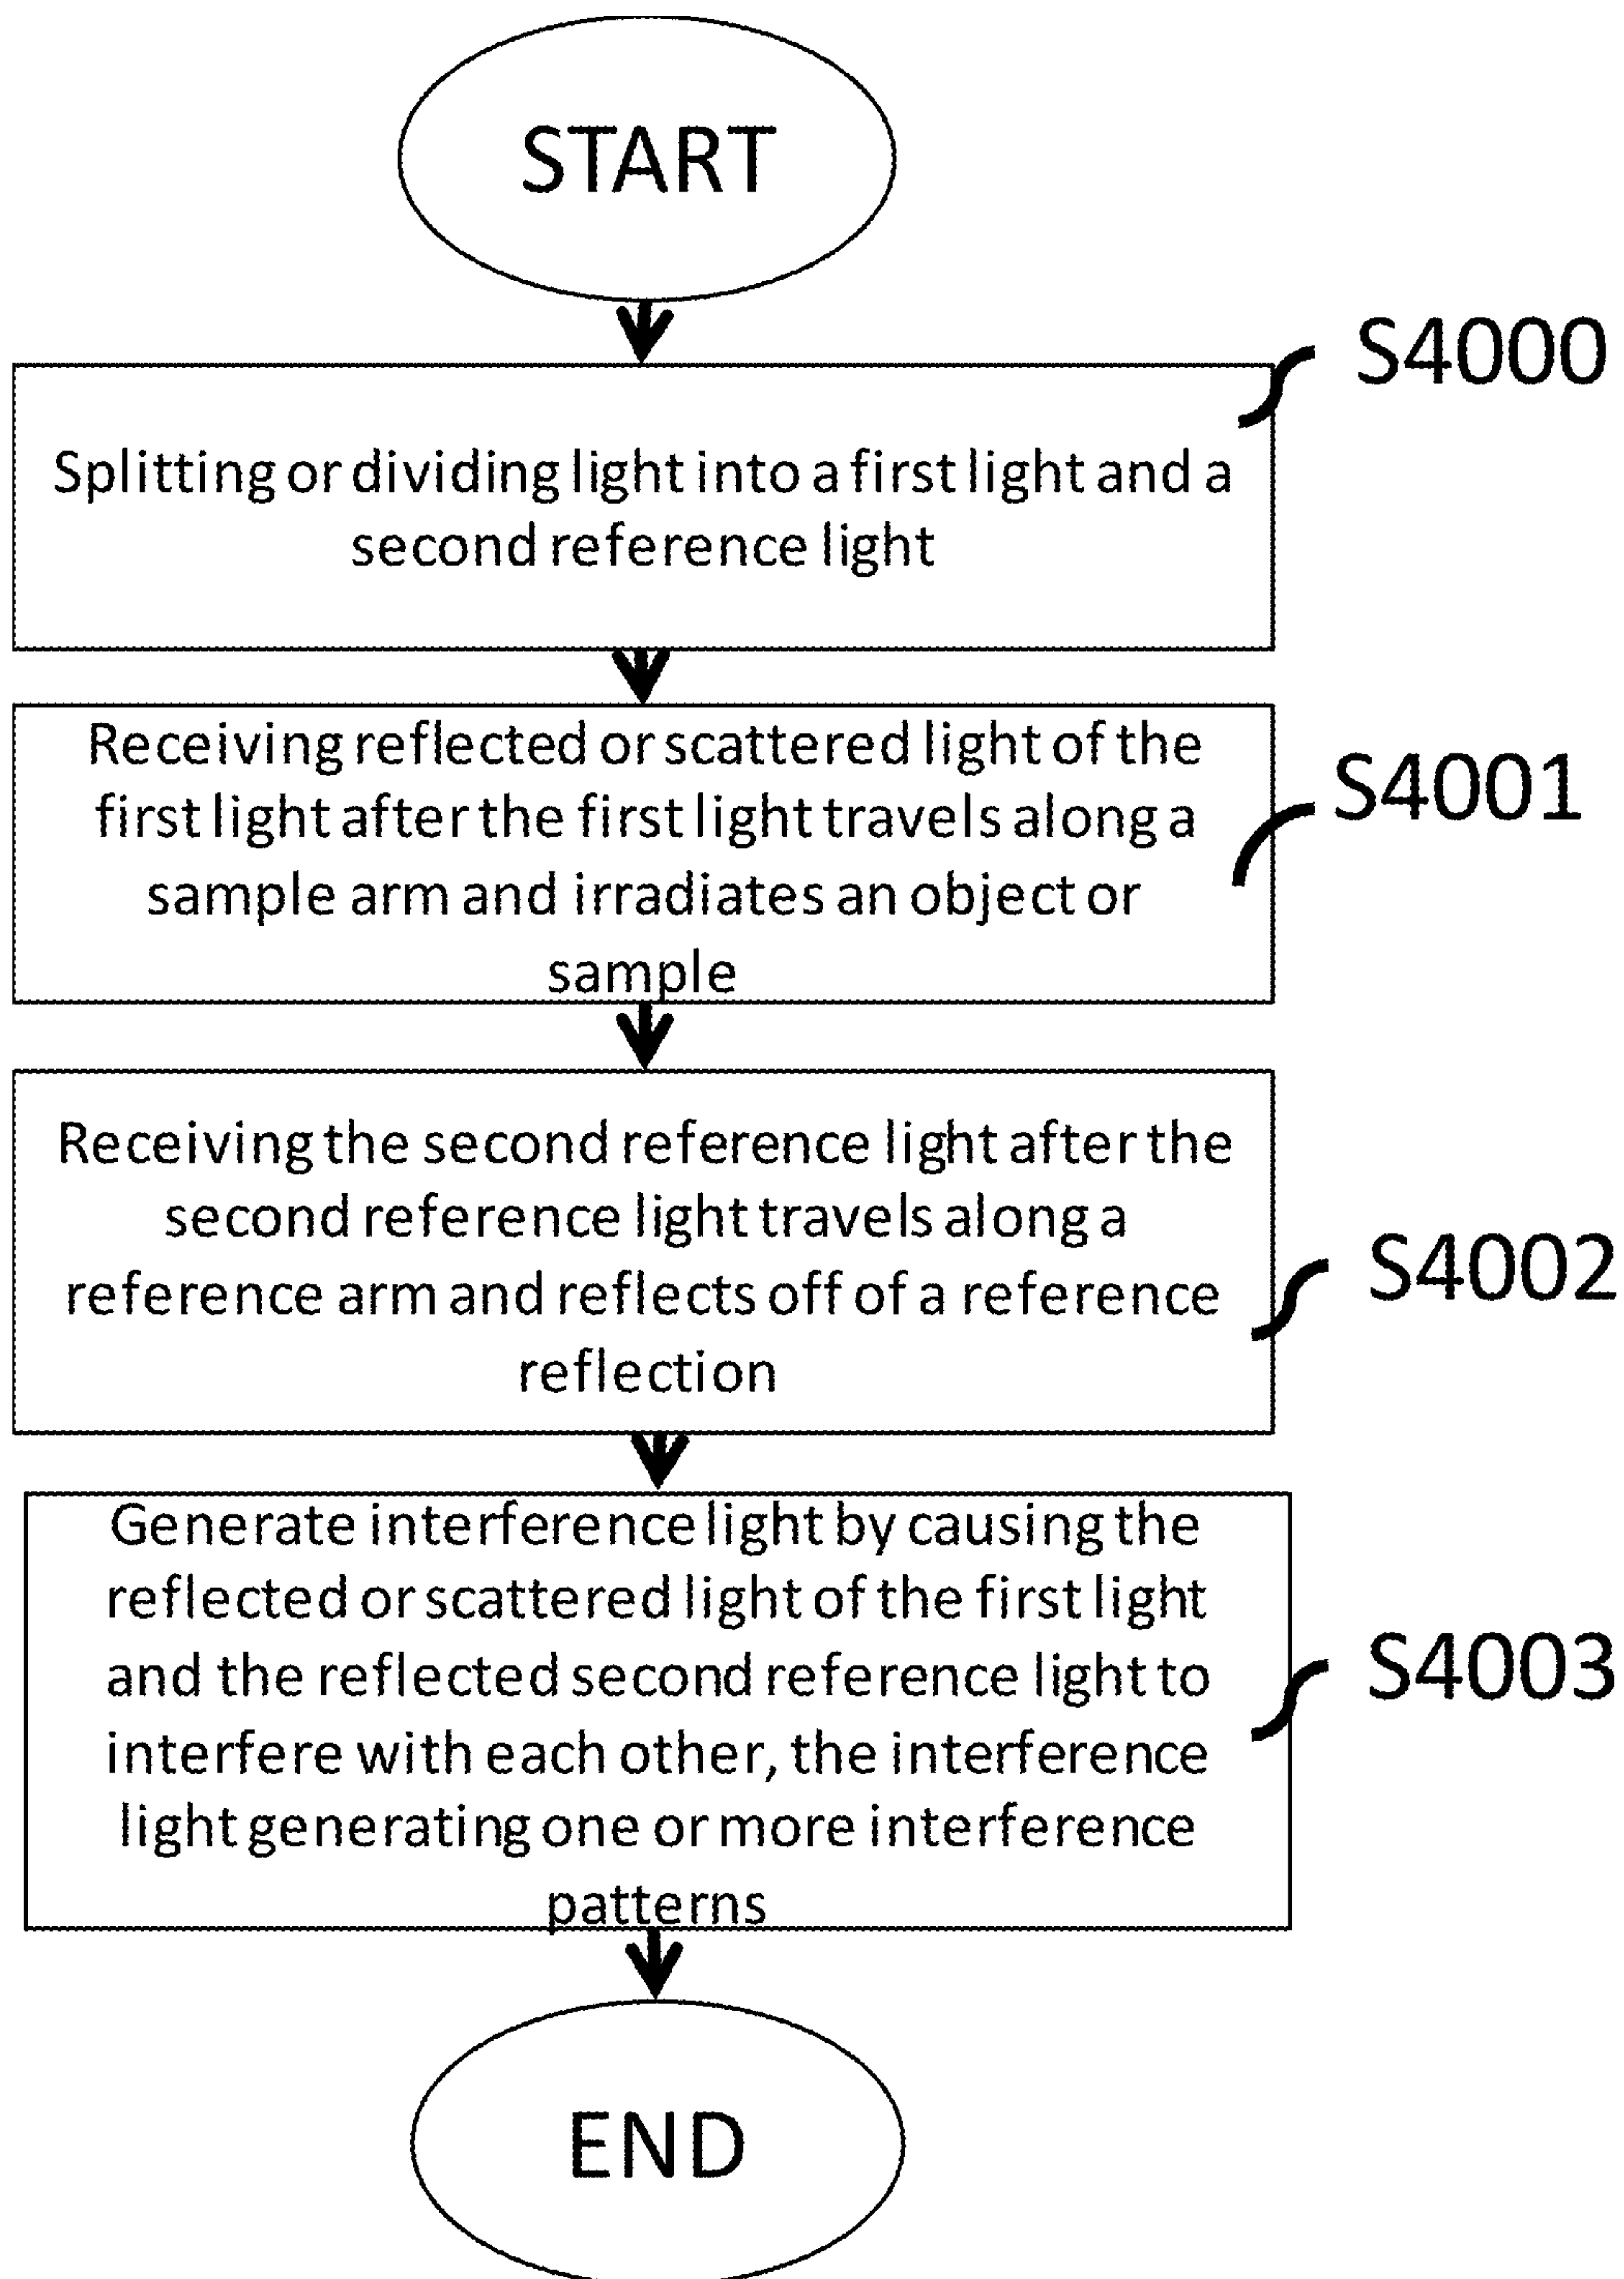 START
S4000
Splitting or dividing light into a first light and a
second reference light
Receiving reflected or scattered light of the
first light after the first light travels along a
sample arm and irradiates an object or
sample
S4001
Receiving the second reference light after the
second reference light travels along a
reference arm and reflects off of a reference
reflection
S4002
Generate interference light by causing the
reflected or scattered light of the first light
and the reflected second reference light to
interfere with each other, the interference
light generating one or more interference
patterns
S4003
END